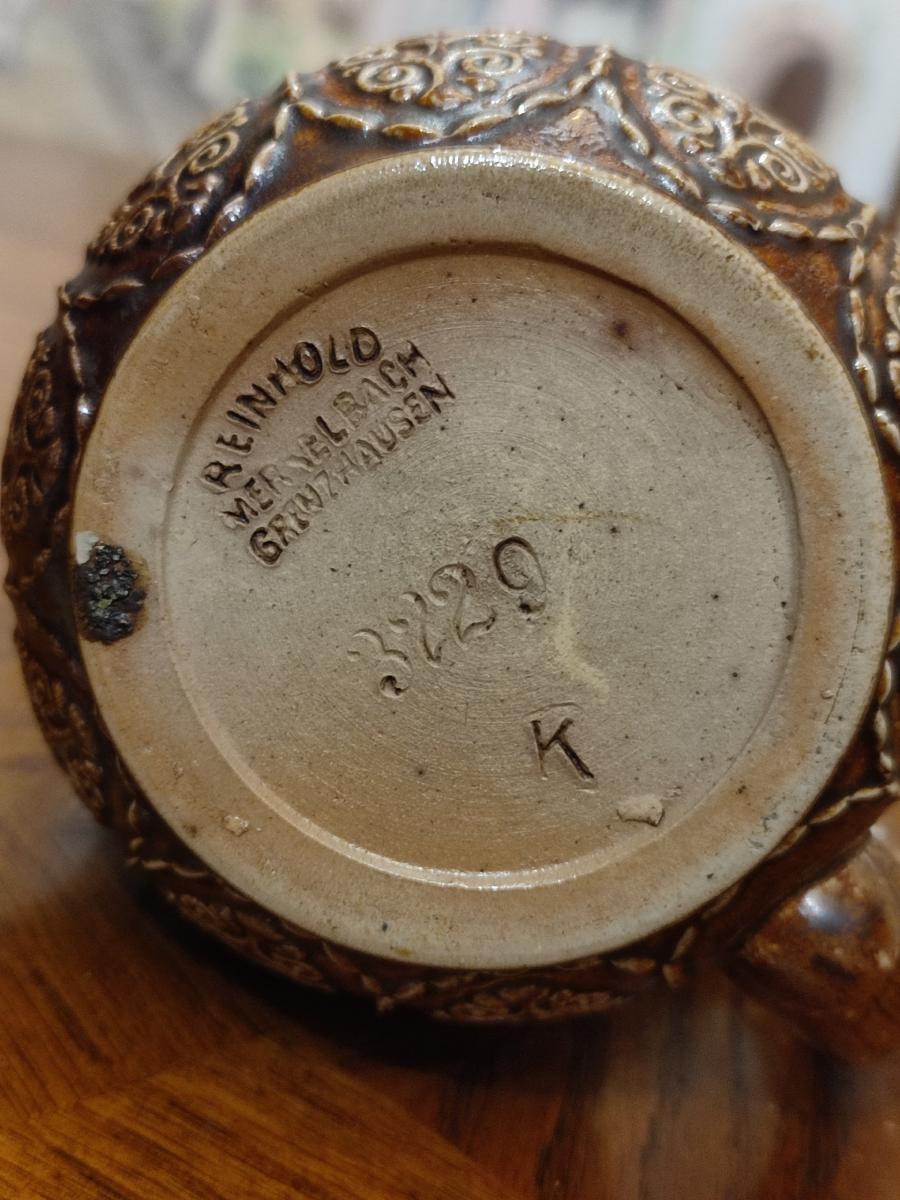 REINHOLD
MERKELBACH
GRENZHAUSEN
3229
K